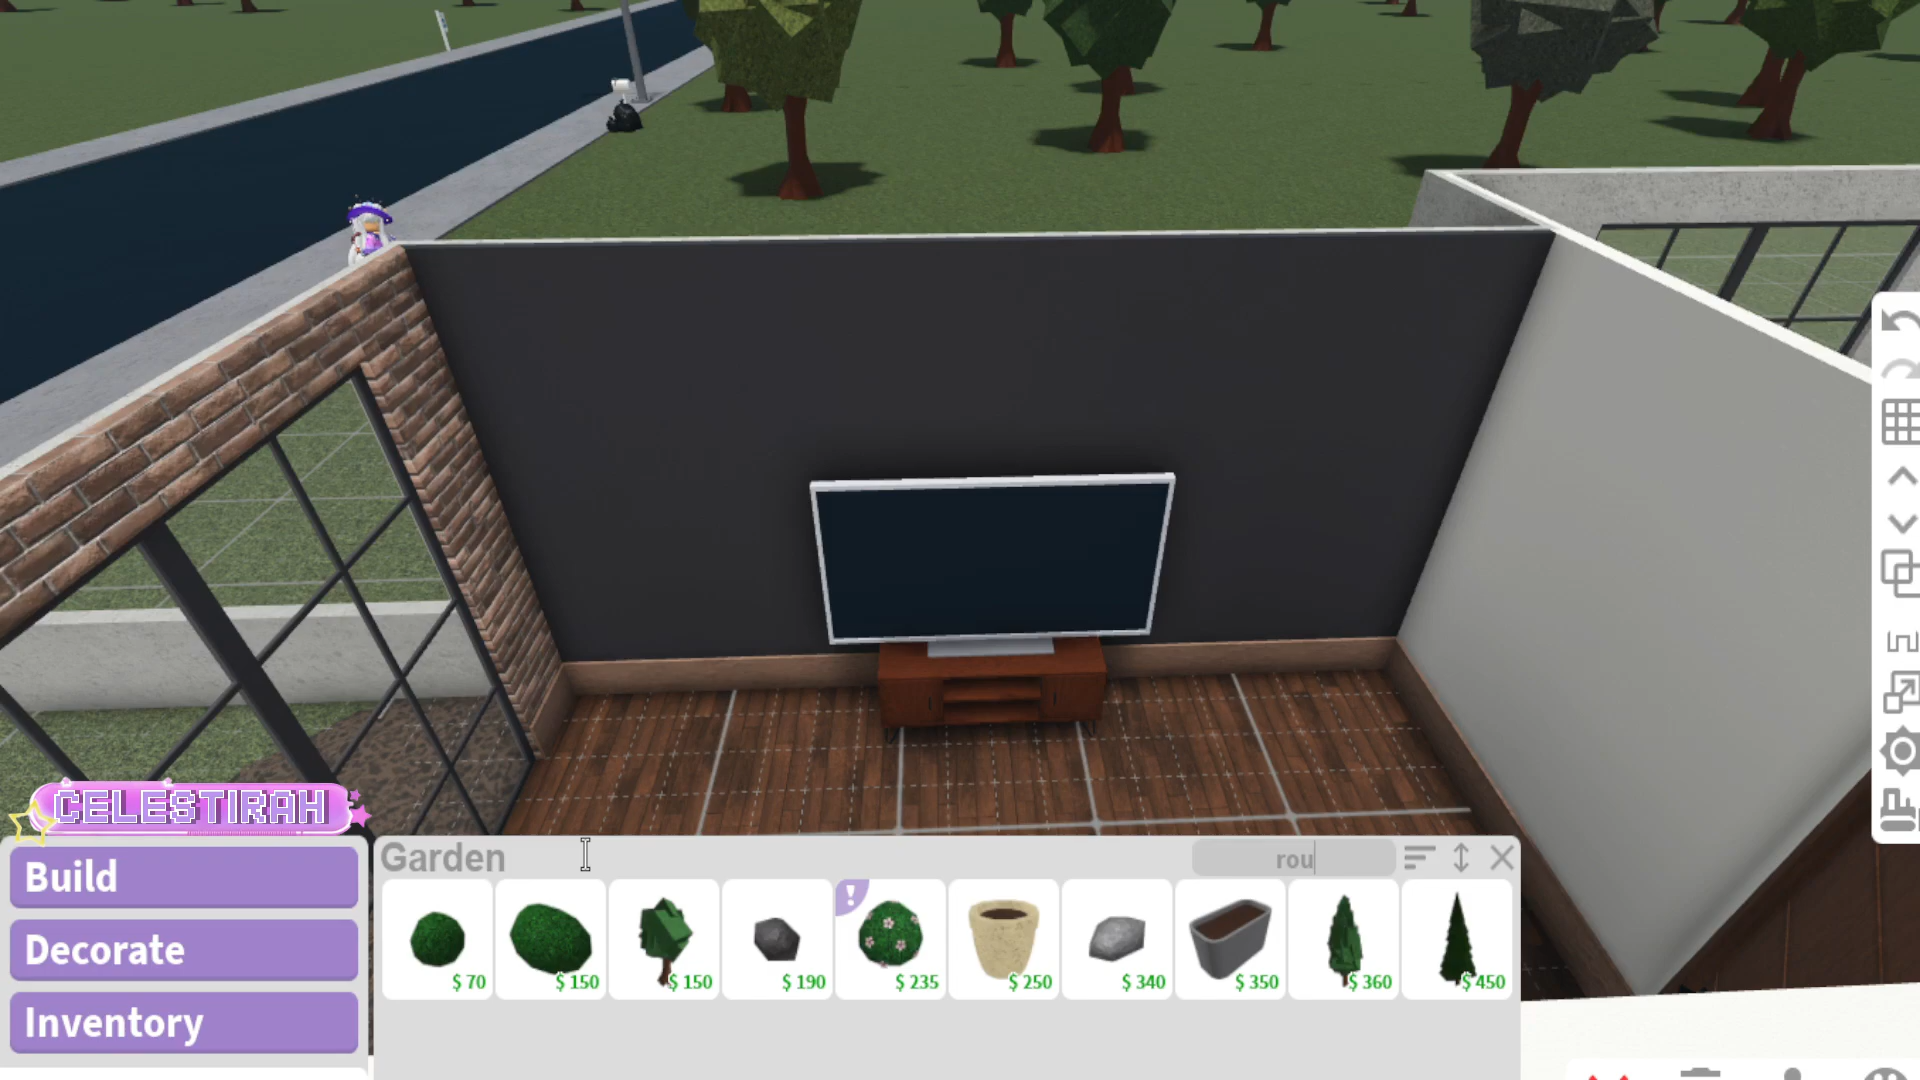 CELESTIRAH
Build
Decorate
Inventory
Garden
rou
$ 70
$ 150
$ 150
$ 190
!
$ 235
$ 250
$ 340
$ 350
$ 360
$ 450